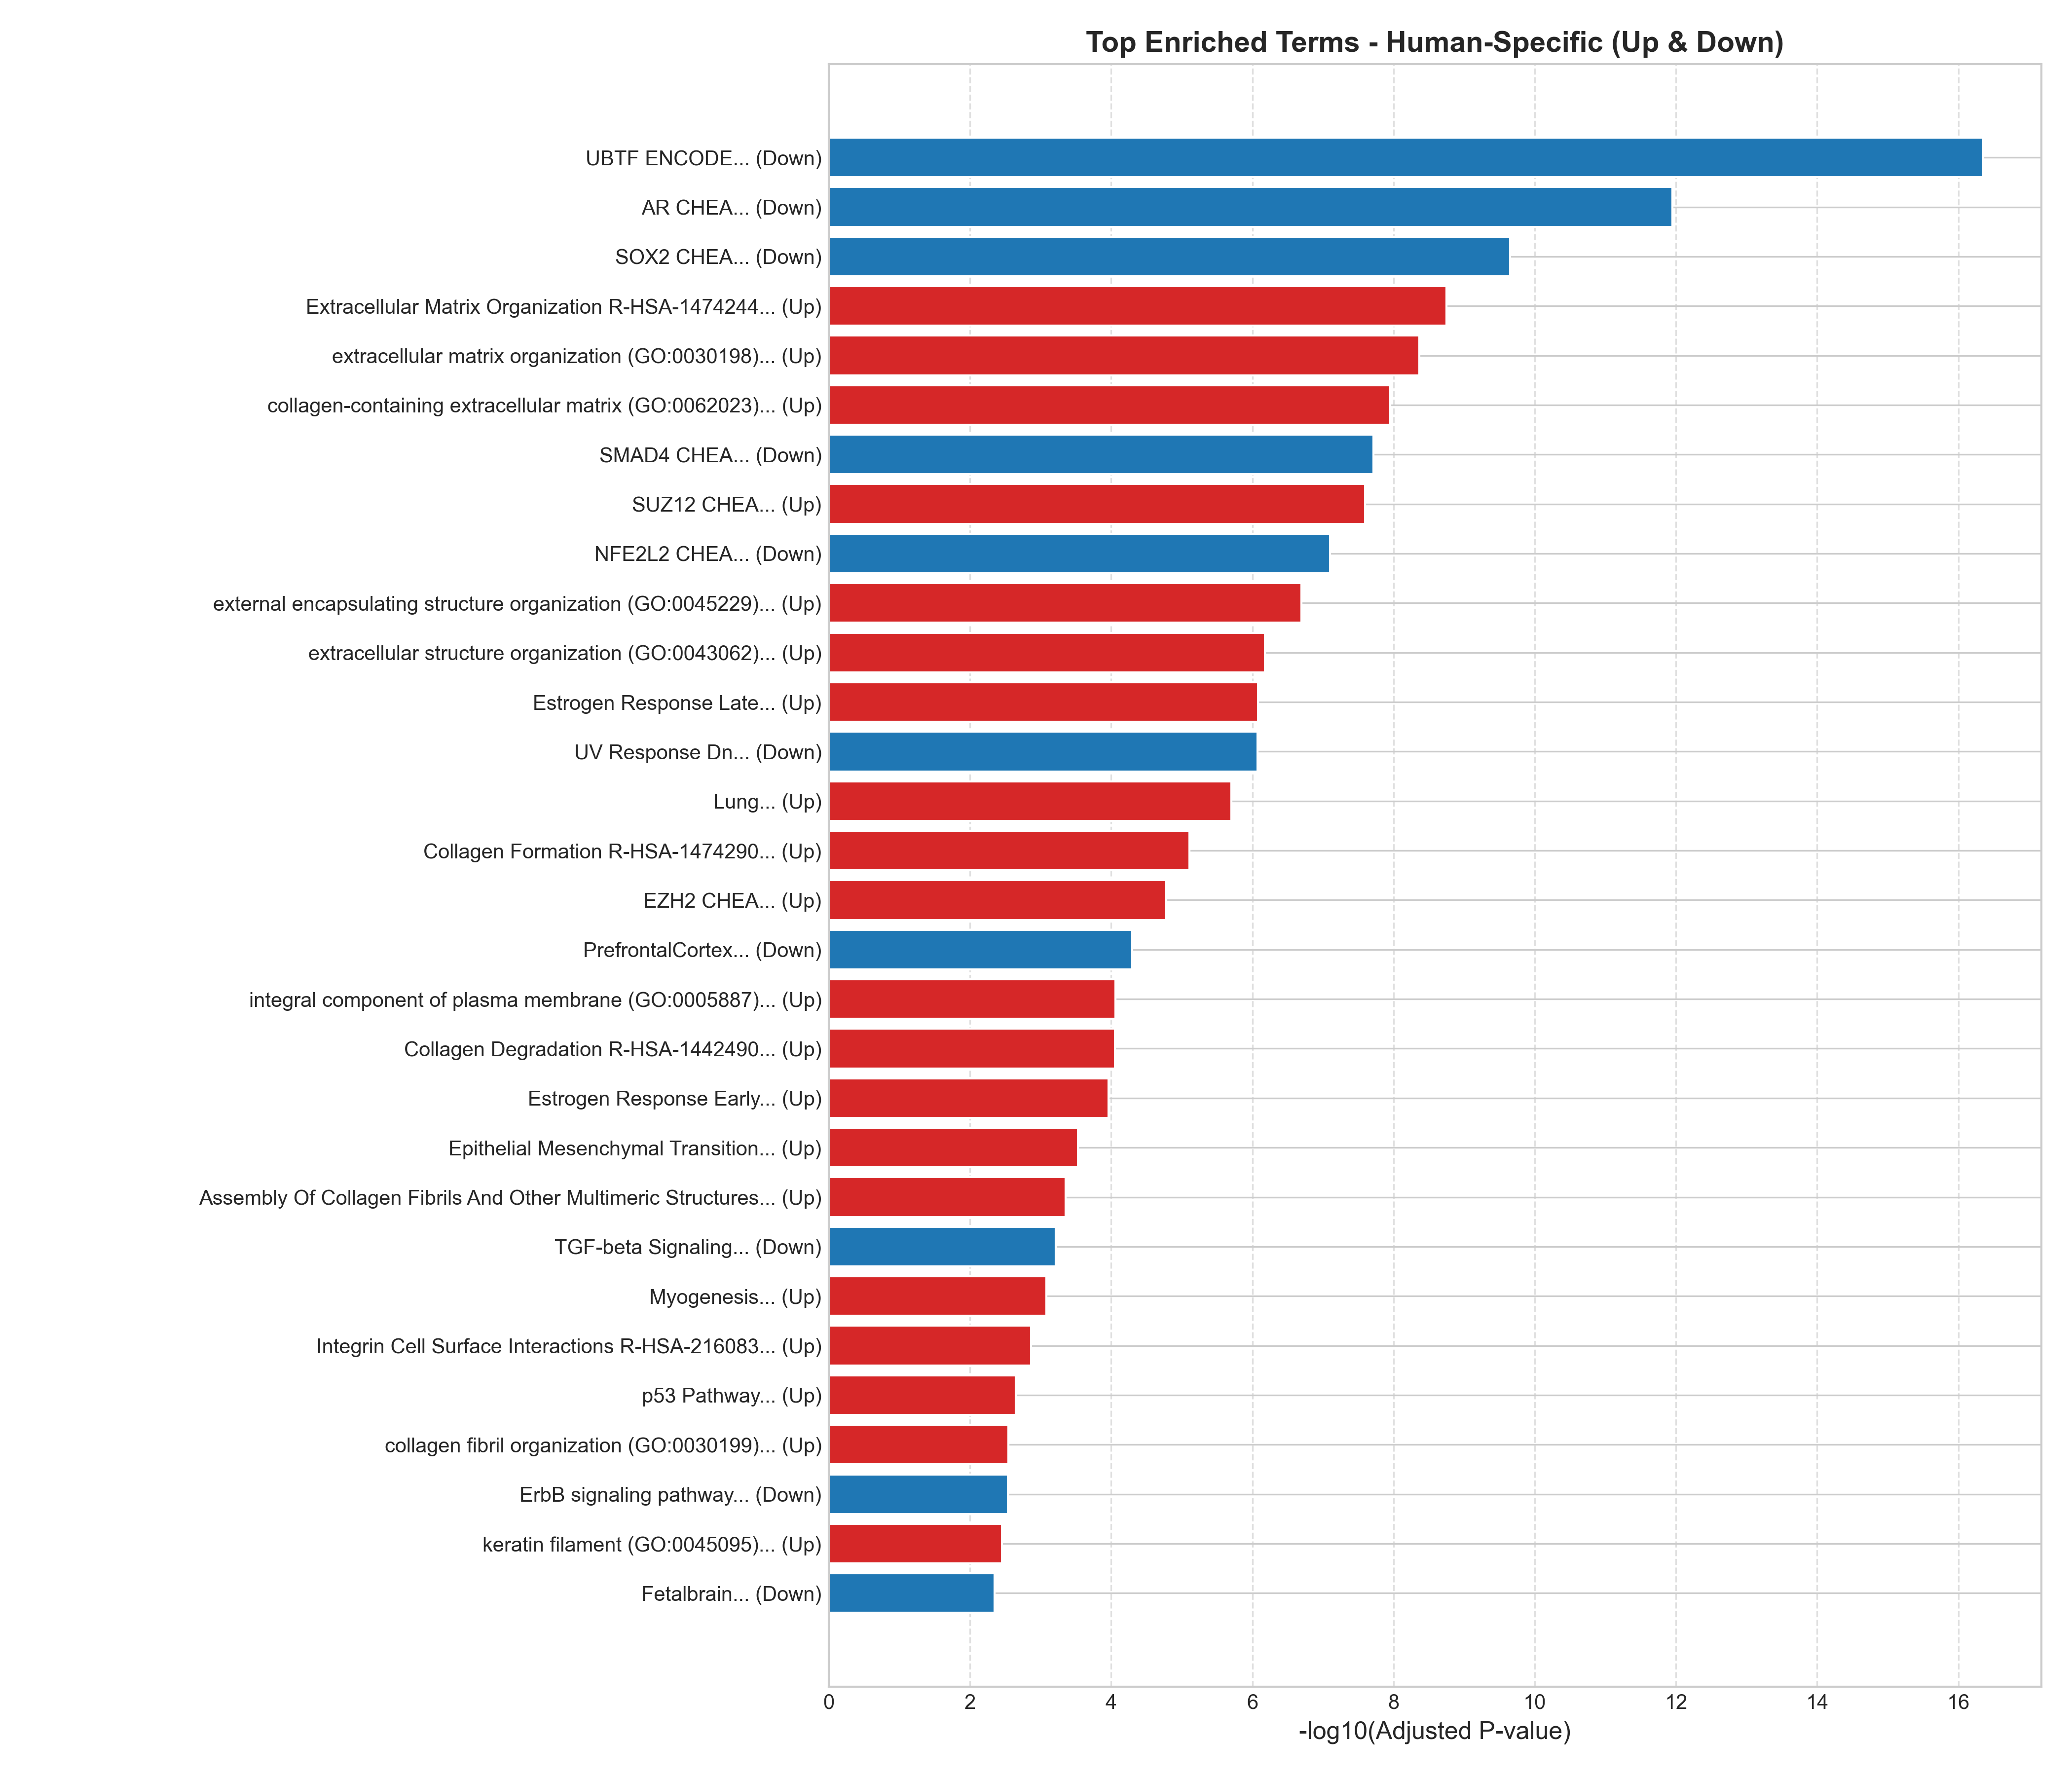 Top Enriched Terms - Human-Specific (Up & Down)
UBTF ENCODE... (Down)
AR CHEA... (Down)
SOX2 CHEA... (Down)
Extracellular Matrix Organization R-HSA-1474244... (Up)
extracellular matrix organization (GO:0030198)... (Up)
collagen-containing extracellular matrix (GO:0062023)... (Up)
SMAD4 CHEA... (Down)
SUZ12 CHEA... (Up)
NFE2L2 CHEA... (Down)
external encapsulating structure organization (GO:0045229)... (Up)
extracellular structure organization (GO:0043062)... (Up)
Estrogen Response Late... (Up)
UV Response Dn... (Down)
Lung... (Up)
Collagen Formation R-HSA-1474290... (Up)
EZH2 CHEA... (Up)
PrefrontalCortex... (Down)
integral component of plasma membrane (GO:0005887)... (Up)
Collagen Degradation R-HSA-1442490... (Up)
Estrogen Response Early... (Up)
Epithelial Mesenchymal Transition... (Up)
Assembly Of Collagen Fibrils And Other Multimeric Structures... (Up)
TGF-beta Signaling... (Down)
Myogenesis... (Up)
Integrin Cell Surface Interactions R-HSA-216083... (Up)
p53 Pathway... (Up)
collagen fibril organization (GO:0030199)... (Up)
ErbB signaling pathway... (Down)
keratin filament (GO:0045095)... (Up)
Fetalbrain... (Down)
0 2 4 6 8 10 12 14 16
-log10(Adjusted P-value)